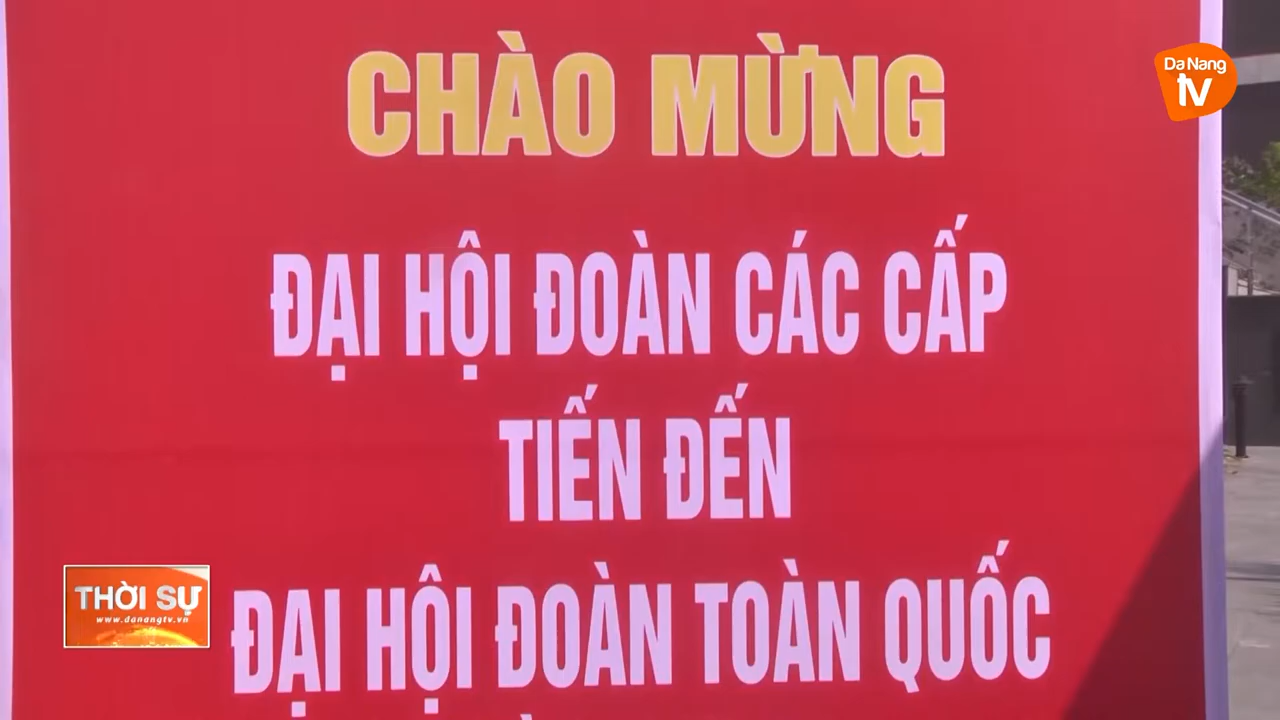 CHÀO MỪNG
Da Nang
tv
ĐẠI HỘI ĐOÀN CÁC CẤP
TIẾN ĐẾN
ĐẠI HỘI ĐOÀN TOÀN QUỐC
THỜI SỰ
www.danangtv.vn